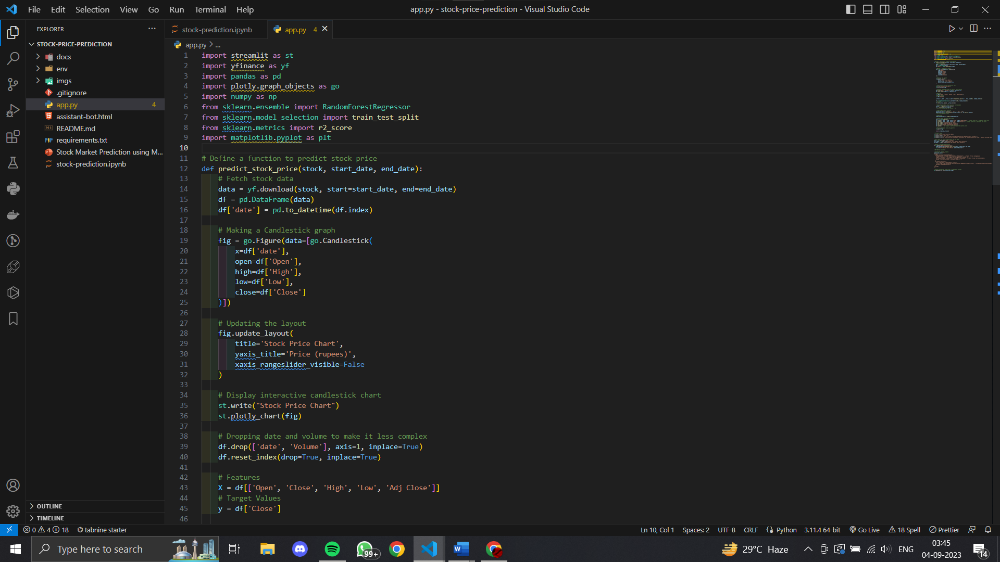 File Edit Selection View Go Run Terminal Help
app.py - stock-price-prediction - Visual Studio Code
EXPLORER
STOCK-PRICE-PREDICTION
docs
env
imgs
.gitignore
app.py 4
assistant-bot.html
README.md
requirements.txt
Stock Market Prediction using M...
stock-prediction.ipynb
OUTLINE
TIMELINE
stock-prediction.ipynb
app.py 4
app.py > ...
1 import streamlit as st
2 import yfinance as yf
3 import pandas as pd
4 import plotly.graph_objects as go
5 import numpy as np
6 from sklearn.ensemble import RandomForestRegressor
7 from sklearn.model_selection import train_test_split
8 from sklearn.metrics import r2_score
9 import matplotlib.pyplot as plt
10
11 # Define a function to predict stock price
12 def predict_stock_price(stock, start_date, end_date):
13 # Fetch stock data
14 data = yf.download(stock, start=start_date, end=end_date)
15 df = pd.DataFrame(data)
16 df['date'] = pd.to_datetime(df.index)
17
18 # Making a Candlestick graph
19 fig = go.Figure(data=[go.Candlestick(
20 x=df['date'],
21 open=df['Open'],
22 high=df['High'],
23 low=df['Low'],
24 close=df['Close']
25 )])
26
27 # Updating the layout
28 fig.update_layout(
29 title='Stock Price Chart',
30 yaxis_title='Price (rupees)',
31 xaxis_rangeslider_visible=False
32 )
33
34 # Display interactive candlestick chart
35 st.write("Stock Price Chart")
36 st.plotly_chart(fig)
37
38 # Dropping date and volume to make it less complex
39 df.drop(['date', 'Volume'], axis=1, inplace=True)
40 df.reset_index(drop=True, inplace=True)
41
42 # Features
43 X = df[['Open', 'Close', 'High', 'Low', 'Adj Close']]
44 # Target Values
45 y = df['Close']
46
0 4 18 tabnine starter
Ln 10, Col 1 Spaces: 2 UTF-8 CRLF Python 3.11.4 64-bit Go Live 18 Spell Prettier
Type here to search
99+
29°C Haze
ENG
03:45
04-09-2023
14